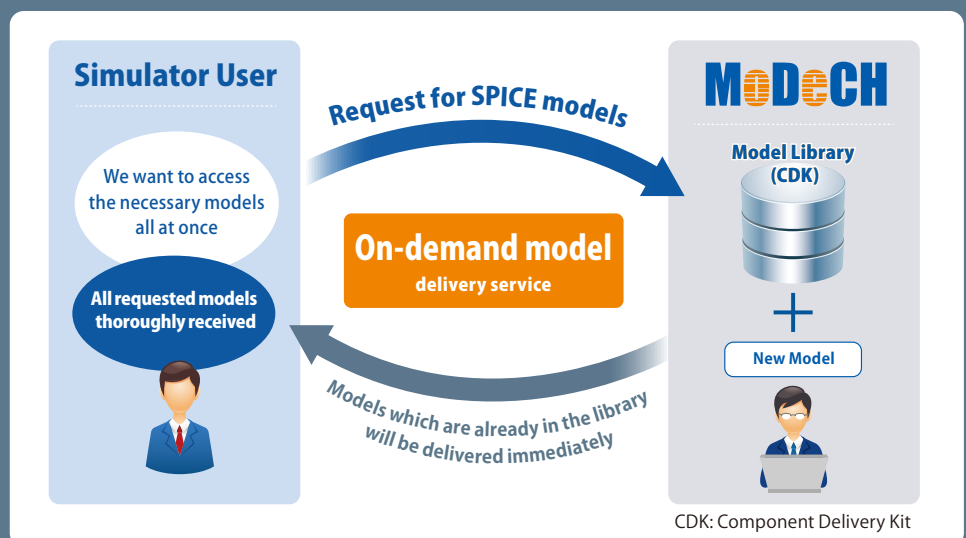 Simulator User
We want to access
the necessary models
all at once
All requested models
thoroughly received
Request for SPICE models
On-demand model
delivery service
Models which are already in the library
will be delivered immediately
MoDeCH
Model Library
(CDK)
New Model
CDK: Component Delivery Kit